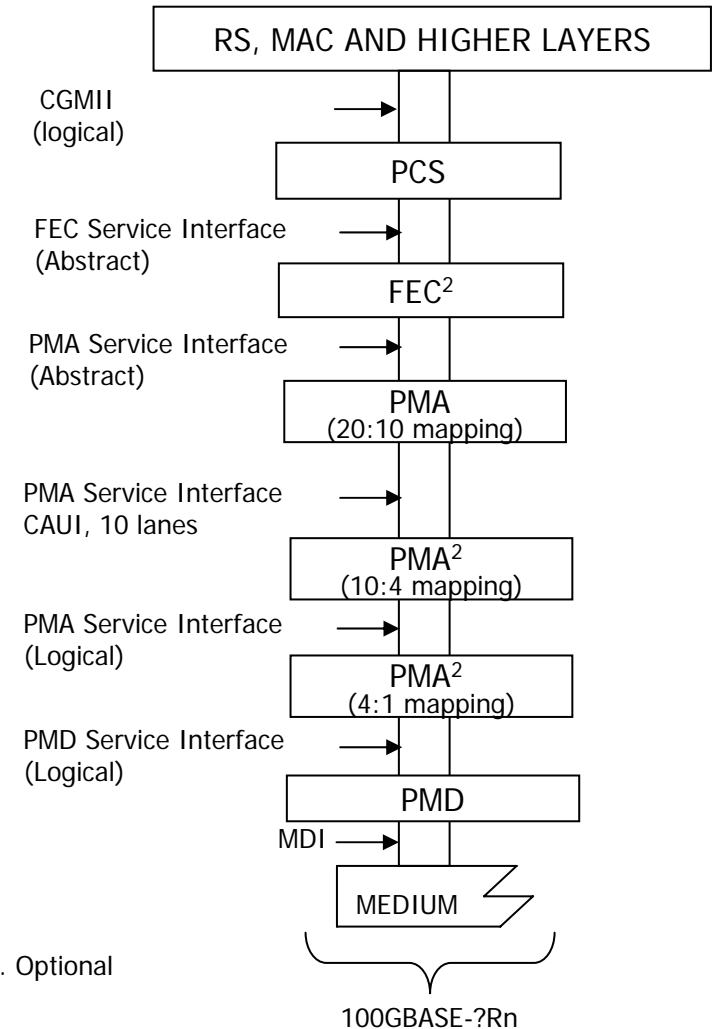 RS, MAC AND HIGHER LAYERS
CGMII
(logical)
PCS
FEC Service Interface
(Abstract)
FEC²
PMA Service Interface
(Abstract)
PMA
(20:10 mapping)
PMA Service Interface
CAUI, 10 lanes
PMA²
(10:4 mapping)
PMA Service Interface
(Logical)
PMA²
(4:1 mapping)
PMD Service Interface
(Logical)
PMD
MDI
MEDIUM
. Optional
100GBASE-?Rn